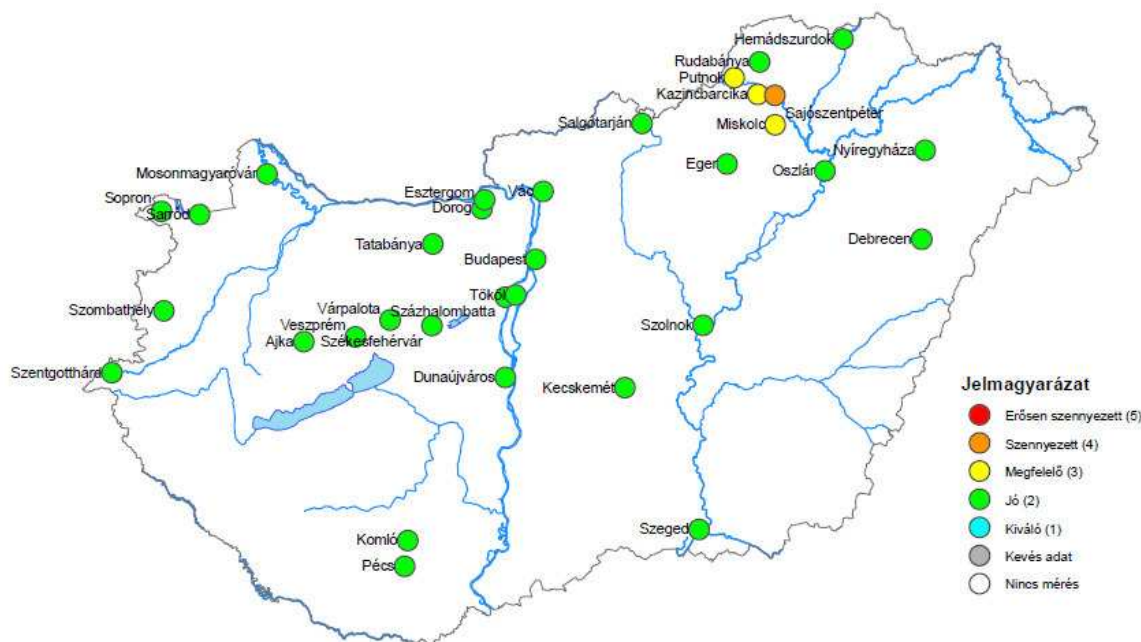 Hernádszurdok
Rudabánya
Putnok
Kazincbarcika
Sajószentpéter
Miskolc
Salgótarján
Eger
Oszlár
Nyíregyháza
Mosonmagyaróvár
Sopron
Sarród
Esztergom
Dorog
Vác
Tatabánya
Budapest
Debrecen
Szombathely
Várpalota
Százhalombatta
Tököl
Veszprém
Ajka
Székesfehérvár
Szolnok
Szentgotthárd
Dunaújváros
Kecskemét
Komló
Pécs
Szeged
Jelmagyarázat
Erősen szennyezett (5)
Szennyezett (4)
Megfelelő (3)
Jó (2)
Kiváló (1)
Kevés adat
Nincs mérés